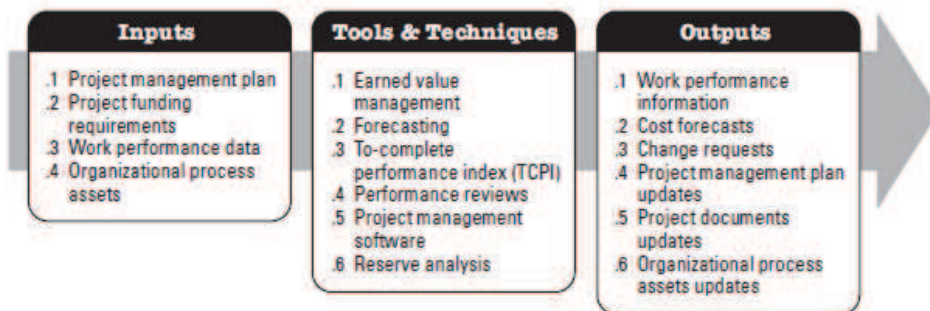 Inputs
.1 Project management plan
.2 Project funding
requirements
.3 Work performance data
.4 Organizational process
assets
Tools & Techniques
.1 Earned value
management
.2 Forecasting
.3 To-complete
performance index (TCPI)
.4 Performance reviews
.5 Project management
software
.6 Reserve analysis
Outputs
.1 Work performance
information
.2 Cost forecasts
.3 Change requests
.4 Project management plan
updates
.5 Project documents
updates
.6 Organizational process
assets updates